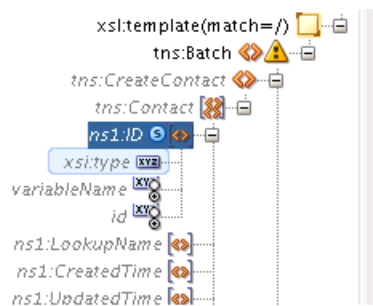 xsl:template(match=/)
tns:Batch
tns:CreateContact
tns:Contact
ns1:ID
xsi:type
variableName
id
ns1:LookupName
ns1:CreatedTime
ns1:UpdatedTime